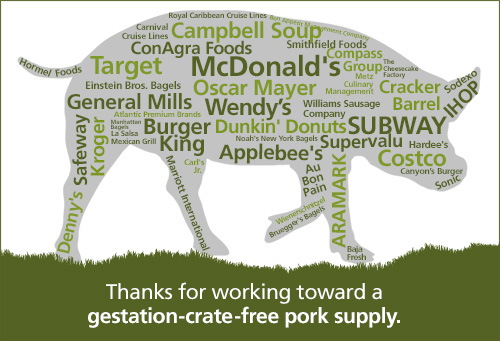 Royal Caribbean Cruise Lines
Bon Appetit Management Company
Carnival
Cruise Lines
Campbell Soup
Smithfield Foods
ConAgra Foods
Compass
Group
The
Cheesecake
Factory
Hormel Foods
Target
McDonald's
Metz
Culinary
Management
Sodexo
Einstein Bros. Bagels
Oscar Mayer
Cracker
Barrel
IHOP
General Mills
Wendy's
Williams Sausage
Company
Atlantic Premium Brands
Manhattan
Bagels
La Salsa
Mexican Grill
Burger
King
Dunkin' Donuts
SUBWAY
Safeway
Kroger
Noah's New York Bagels
Supervalu
Hardee's
Carl's
Jr.
Applebee's
Costco
Au
Bon
Pain
Canyon's Burger
Sonic
Denny's
Marriott International
Wienerschnitzel
Bruegger's Bagels
ARAMARK
Baja
Fresh
Thanks for working toward a
gestation-crate-free pork supply.